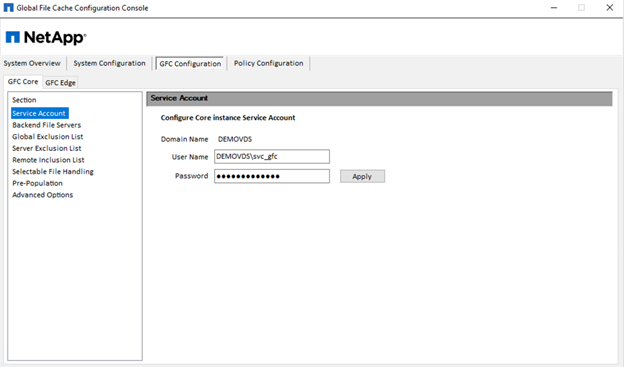 Global File Cache Configuration Console
NetApp®
System Overview System Configuration GFC Configuration Policy Configuration
GFC Core GFC Edge
Section
Service Account
Backend File Servers
Global Exclusion List
Server Exclusion List
Remote Inclusion List
Selectable File Handling
Pre-Population
Advanced Options
Service Account
Configure Core instance Service Account
Domain Name DEMOVDS
User Name DEMOVDS\svc_gfc
Password ●●●●●●●●●●●●● Apply